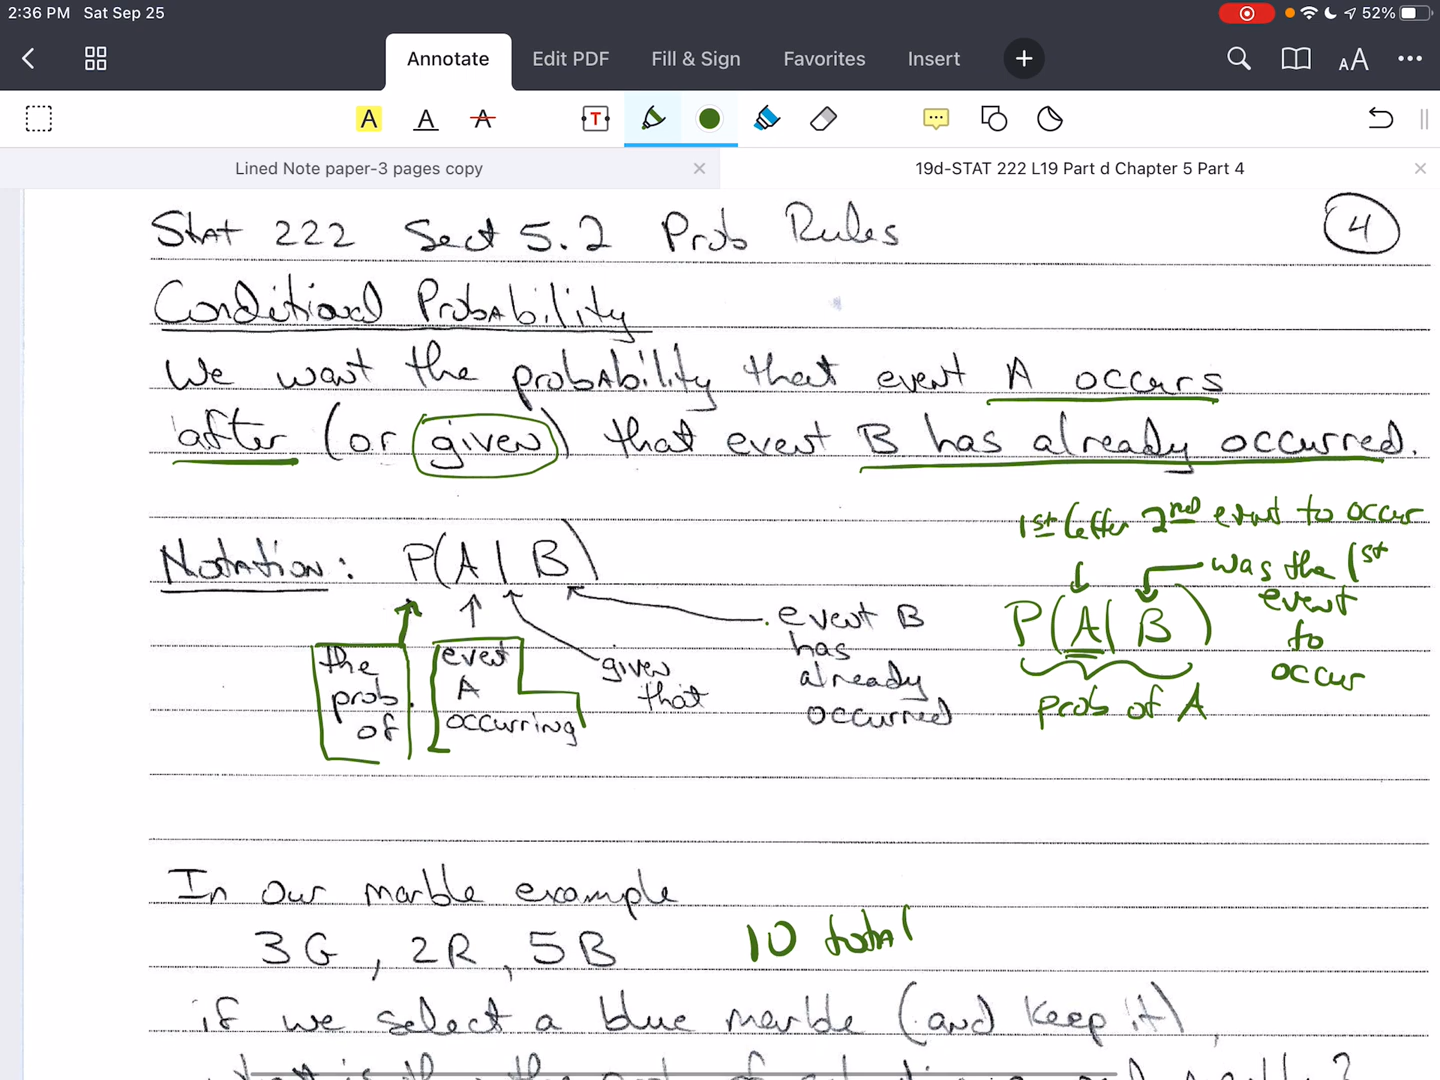 2:36 PM Sat Sep 25
52%
Annotate Edit PDF Fill & Sign Favorites Insert
A A A T AA
Lined Note paper-3 pages copy
19d-STAT 222 L19 Part d Chapter 5 Part 4
Stat 222 Sect 5.2 Prob Rules
4
Conditional Probability
We want the probability that event A occurs
after (or given) that event B has already occurred.
1st letter 2nd event to occur
Notation: P(A | B)
was the 1st
event
to
occur
P(A | B)
prob of A
the
prob.
of
event
A
occurring
given
that
event B
has
already
occurred
In our marble example
3G, 2R, 5B
10 total
if we select a blue marble (and keep it),